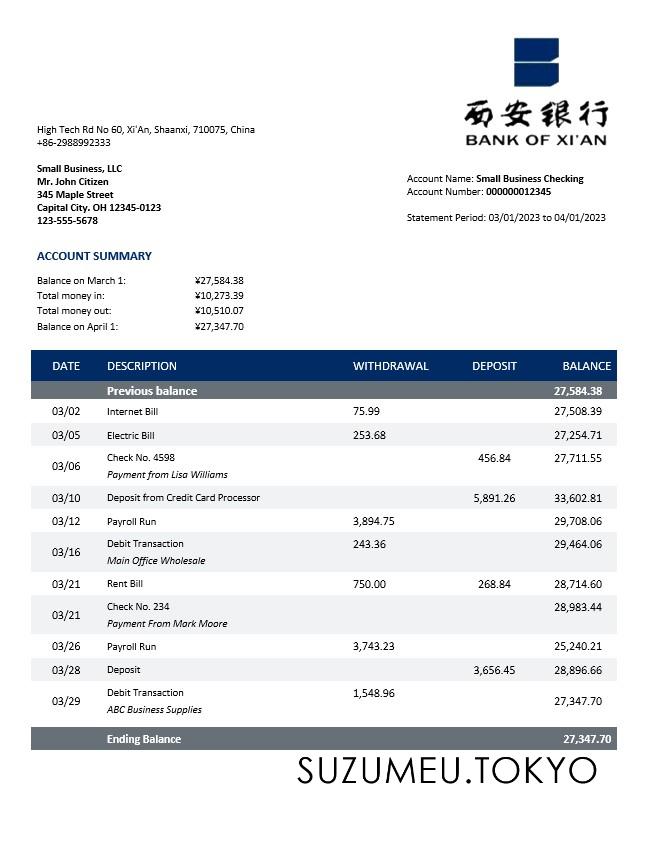 西安银行
BANK OF XI'AN
High Tech Rd No 60, Xi'An, Shaanxi, 710075, China
+86-2988992333
Small Business, LLC
Mr. John Citizen
345 Maple Street
Capital City. OH 12345-0123
123-555-5678
Account Name: Small Business Checking
Account Number: 000000012345
Statement Period: 03/01/2023 to 04/01/2023
ACCOUNT SUMMARY
Balance on March 1: ¥27,584.38
Total money in: ¥10,273.39
Total money out: ¥10,510.07
Balance on April 1: ¥27,347.70
DATE DESCRIPTION WITHDRAWAL DEPOSIT BALANCE
Previous balance 27,584.38
03/02 Internet Bill 75.99 27,508.39
03/05 Electric Bill 253.68 27,254.71
03/06 Check No. 4598 456.84 27,711.55
Payment from Lisa Williams
03/10 Deposit from Credit Card Processor 5,891.26 33,602.81
03/12 Payroll Run 3,894.75 29,708.06
03/16 Debit Transaction 243.36 29,464.06
Main Office Wholesale
03/21 Rent Bill 750.00 268.84 28,714.60
03/21 Check No. 234 28,983.44
Payment From Mark Moore
03/26 Payroll Run 3,743.23 25,240.21
03/28 Deposit 3,656.45 28,896.66
03/29 Debit Transaction 1,548.96 27,347.70
ABC Business Supplies
Ending Balance 27,347.70
SUZUMEU.TOKYO